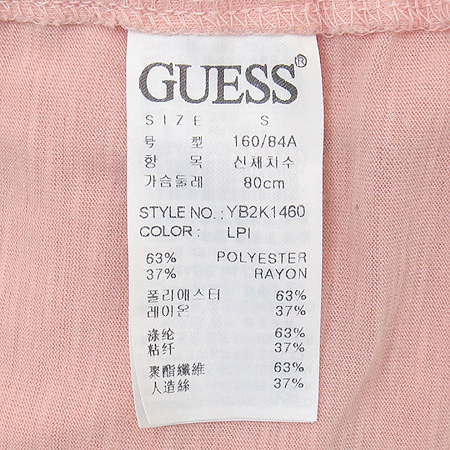 GUESS®
SIZE S
号 型 160/84A
항 목 신체치수
가슴둘레 80cm
STYLE NO.: YB2K1460
COLOR: LPI
63% POLYESTER
37% RAYON
폴리에스터 63%
레이온 37%
涤纶 63%
粘纤 37%
聚酯纖維 63%
人造絲 37%